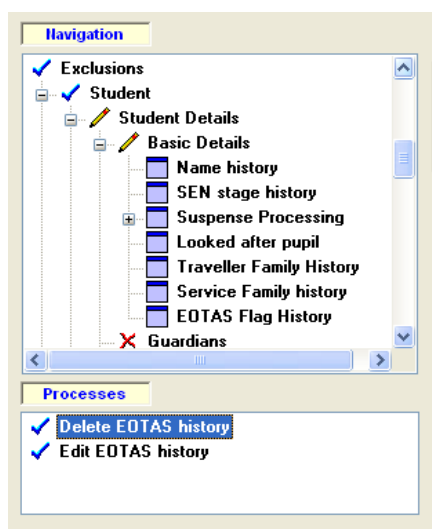 Navigation
Exclusions
Student
Student Details
Basic Details
Name history
SEN stage history
Suspense Processing
Looked after pupil
Traveller Family History
Service Family history
EOTAS Flag History
Guardians
Processes
Delete EOTAS history
Edit EOTAS history